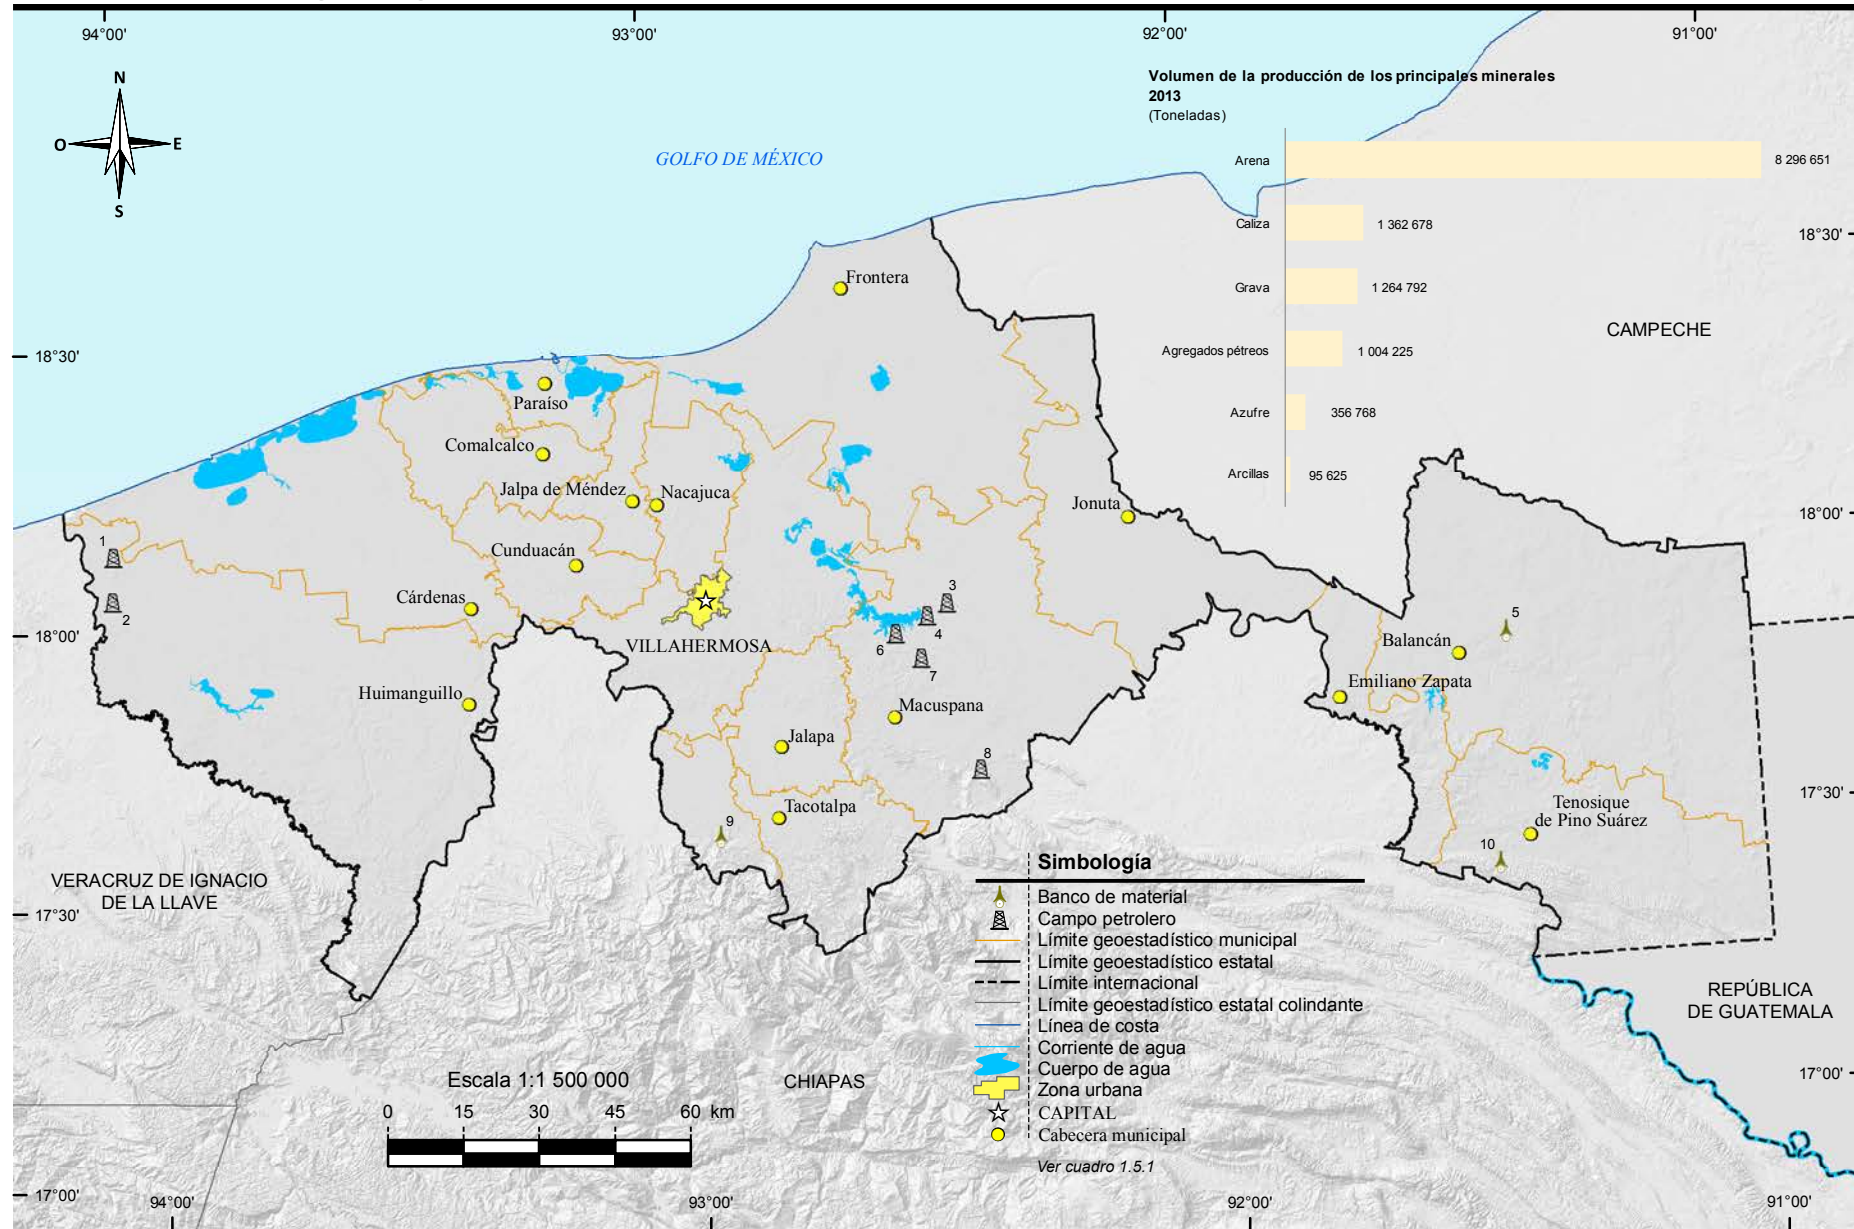 94°00'
93°00'
92°00'
91°00'
N
O
E
S
GOLFO DE MÉXICO
Volumen de la producción de los principales minerales
2013
(Toneladas)
Arena
8 296 651
Caliza
1 362 678
Grava
1 264 792
Agregados pétreos
1 004 225
Azufre
356 768
Arcillas
95 625
18°30'
CAMPECHE
Frontera
18°30'
Paraíso
Comalcalco
Jalpa de Méndez
Nacajuca
Jonuta
18°00'
1
Cunduacán
Cárdenas
2
3
4
5
18°00'
VILLAHERMOSA
6
7
Balancán
Emiliano Zapata
Huimanguillo
Macuspana
Jalapa
8
17°30'
Tacotalpa
Tenosique
de Pino Suárez
9
10
VERACRUZ DE IGNACIO
DE LA LLAVE
17°30'
Simbología
Banco de material
Campo petrolero
Límite geoestadístico municipal
Límite geoestadístico estatal
Límite internacional
Límite geoestadístico estatal colindante
Línea de costa
Corriente de agua
Cuerpo de agua
Zona urbana
CAPITAL
Cabecera municipal
Ver cuadro 1.5.1
REPÚBLICA
DE GUATEMALA
17°00'
CHIAPAS
Escala 1:1 500 000
0 15 30 45 60 km
17°00'
94°00'
93°00'
92°00'
91°00'